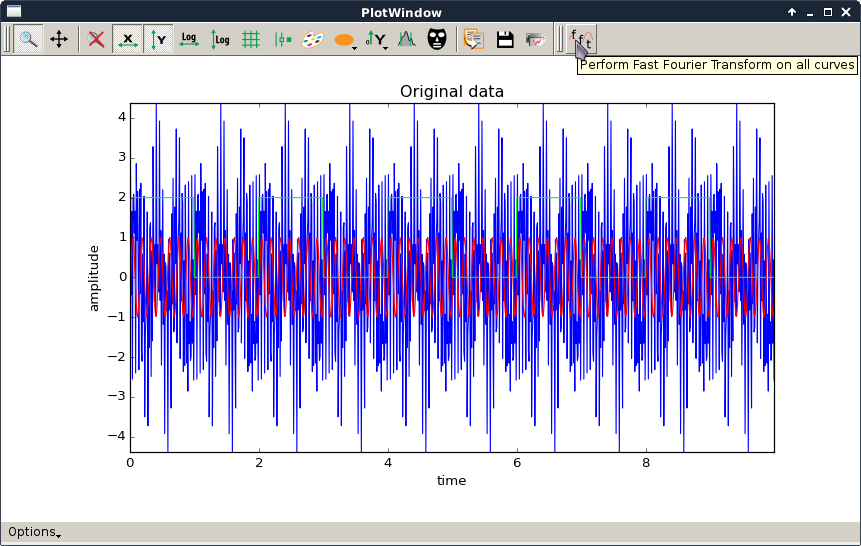 PlotWindow
X Y Log Log Y fft
Perform Fast Fourier Transform on all curves
Original data
4
3
2
1
0
−1
−2
−3
−4
amplitude
0 2 4 6 8
time
Options